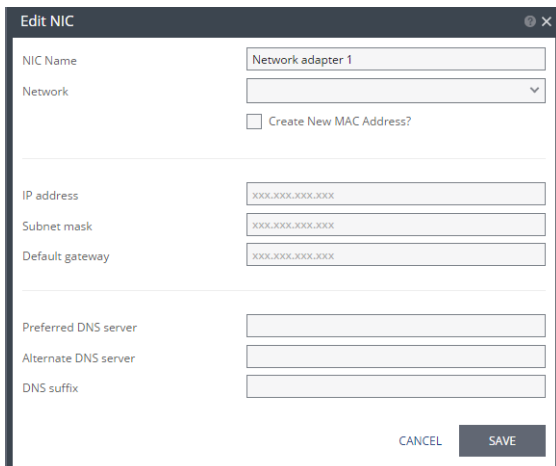 Edit NIC
NIC Name Network adapter 1
Network
Create New MAC Address?
IP address xxx.xxx.xxx.xxx
Subnet mask xxx.xxx.xxx.xxx
Default gateway xxx.xxx.xxx.xxx
Preferred DNS server
Alternate DNS server
DNS suffix
CANCEL SAVE